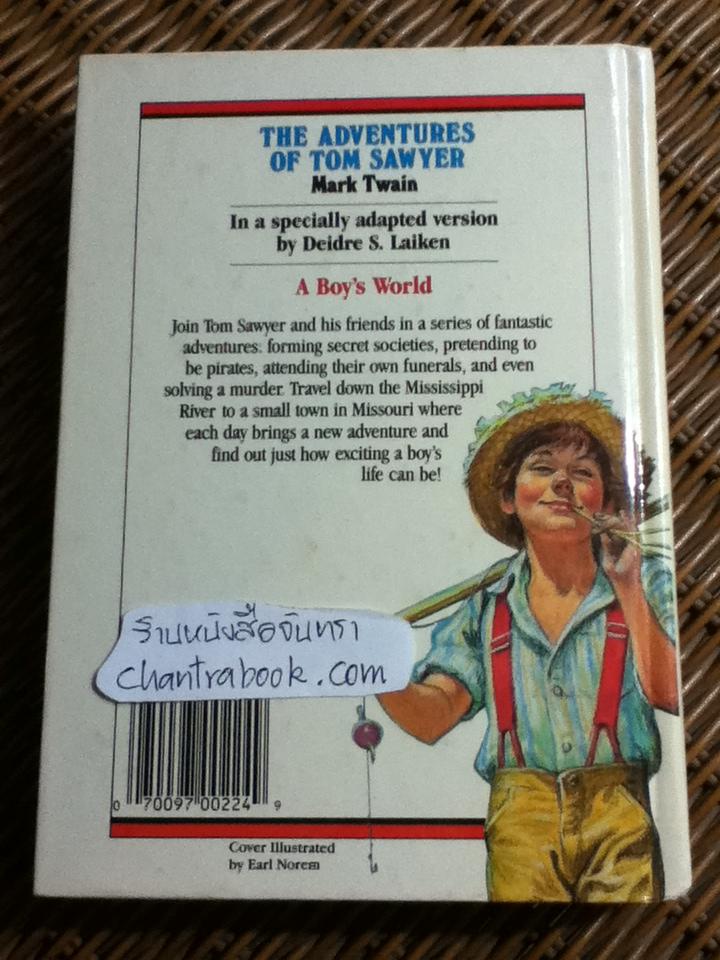 THE ADVENTURES
OF TOM SAWYER
Mark Twain
In a specially adapted version
by Deidre S. Laiken
A Boy's World
Join Tom Sawyer and his friends in a series of fantastic
adventures: forming secret societies, pretending to
be pirates, attending their own funerals, and even
solving a murder. Travel down the Mississippi
River to a small town in Missouri where
each day brings a new adventure and
find out just how exciting a boy's
life can be!
ร้านหนังสือจันทรา
chantrabook.com
0 70097 00224 9
Cover Illustrated
by Earl Norem